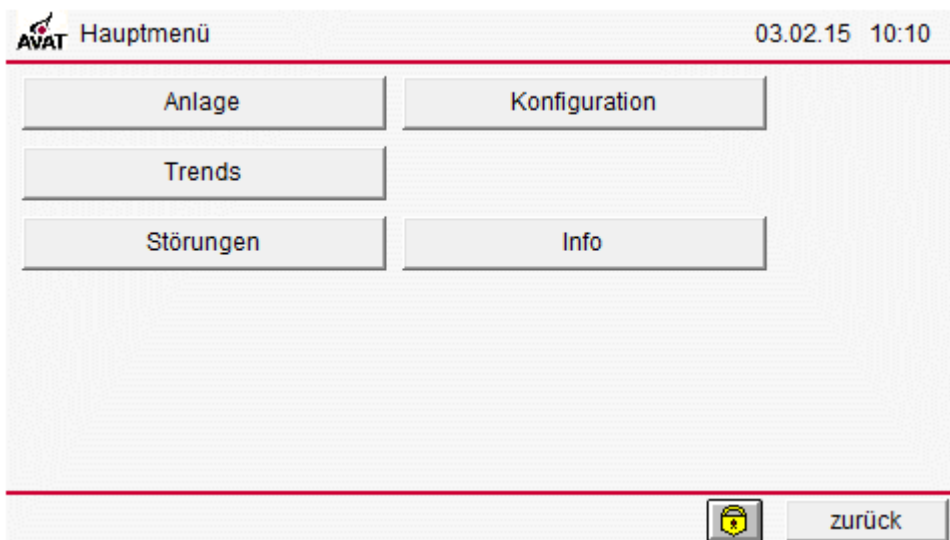 AVAT Hauptmenü 03.02.15 10:10
Anlage Konfiguration
Trends
Störungen Info
zurück